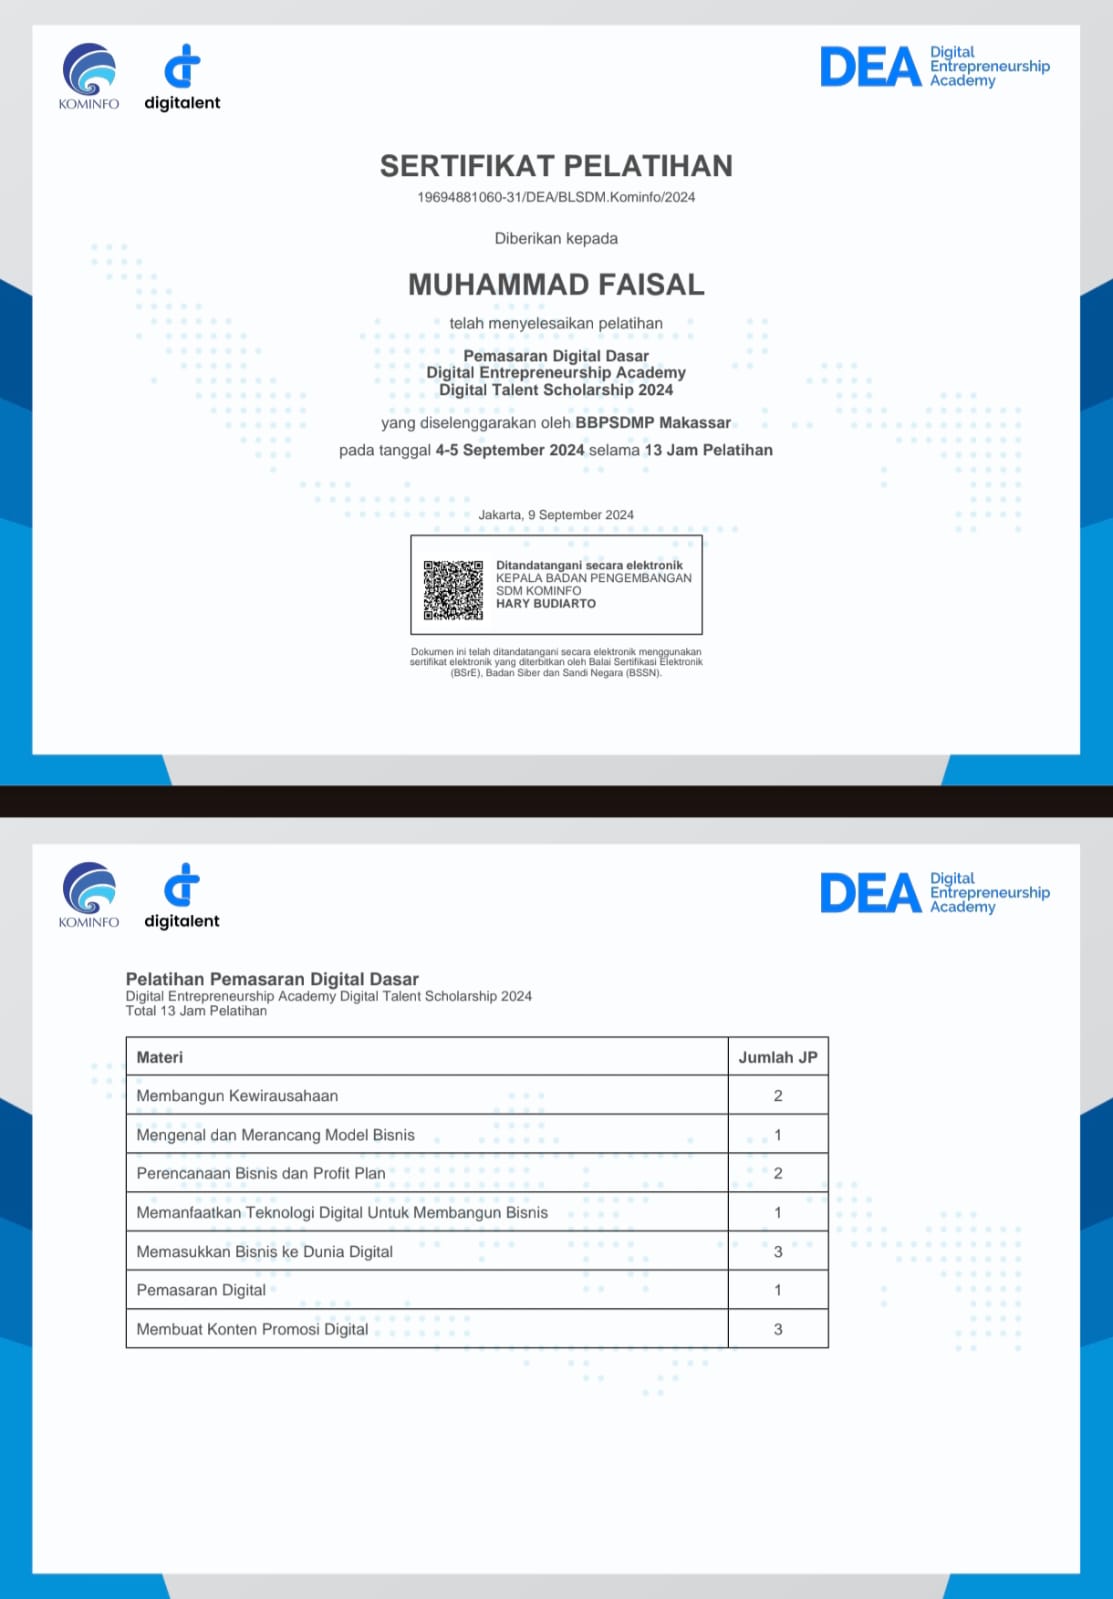 KOMINFO
digitalent
DEA Digital
Entrepreneurship
Academy
SERTIFIKAT PELATIHAN
19694881060-31/DEA/BLSDM.Kominfo/2024
Diberikan kepada
MUHAMMAD FAISAL
telah menyelesaikan pelatihan
Pemasaran Digital Dasar
Digital Entrepreneurship Academy
Digital Talent Scholarship 2024
yang diselenggarakan oleh BBPSDMP Makassar
pada tanggal 4-5 September 2024 selama 13 Jam Pelatihan
Jakarta, 9 September 2024
Ditandatangani secara elektronik
KEPALA BADAN PENGEMBANGAN
SDM KOMINFO
HARY BUDIARTO
Dokumen ini telah ditandatangani secara elektronik menggunakan
sertifikat elektronik yang diterbitkan oleh Balai Sertifikasi Elektronik
(BSrE), Badan Siber dan Sandi Negara (BSSN).
KOMINFO
digitalent
DEA Digital
Entrepreneurship
Academy
Pelatihan Pemasaran Digital Dasar
Digital Entrepreneurship Academy Digital Talent Scholarship 2024
Total 13 Jam Pelatihan
Materi Jumlah JP
Membangun Kewirausahaan 2
Mengenal dan Merancang Model Bisnis 1
Perencanaan Bisnis dan Profit Plan 2
Memanfaatkan Teknologi Digital Untuk Membangun Bisnis 1
Memasukkan Bisnis ke Dunia Digital 3
Pemasaran Digital 1
Membuat Konten Promosi Digital 3